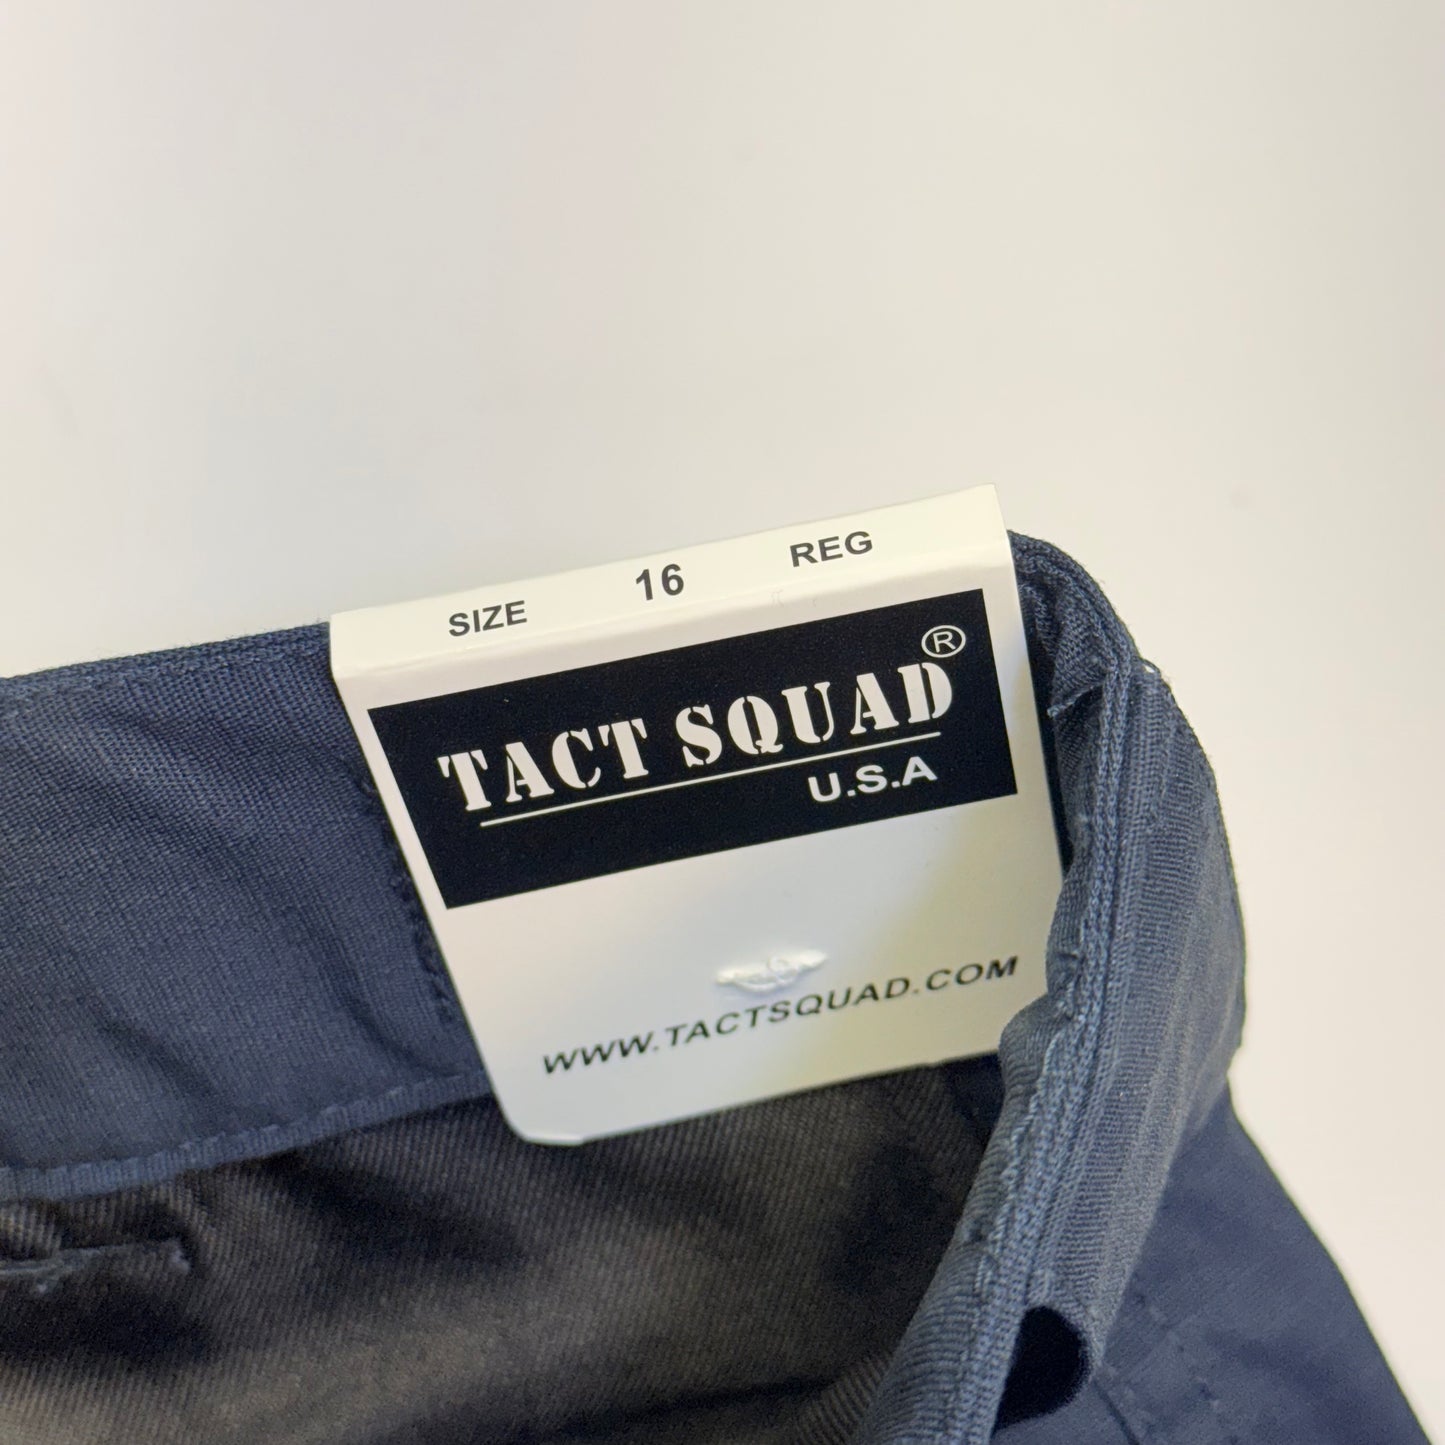 SIZE 16 REG
TACT SQUAD®
U.S.A
WWW.TACTSQUAD.COM